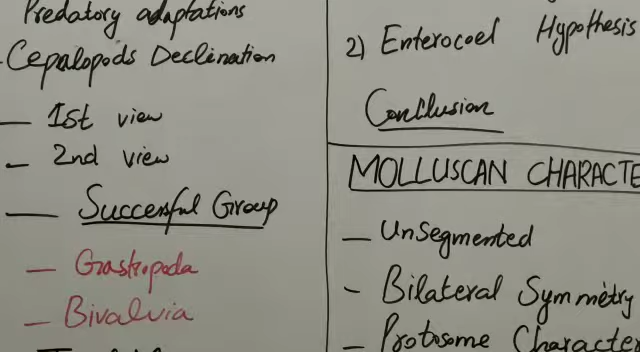 Predatory adaptations
- Cepalopods Declination
— 1st view
— 2nd view
— Succesful Group
— Grastropoda
— Bivalvia
2) Enterocoel Hypothesis
Conclusion
MOLLUSCAN CHARACTE
— UnSegmented
- Bilateral Symmetry
— Protosome Character